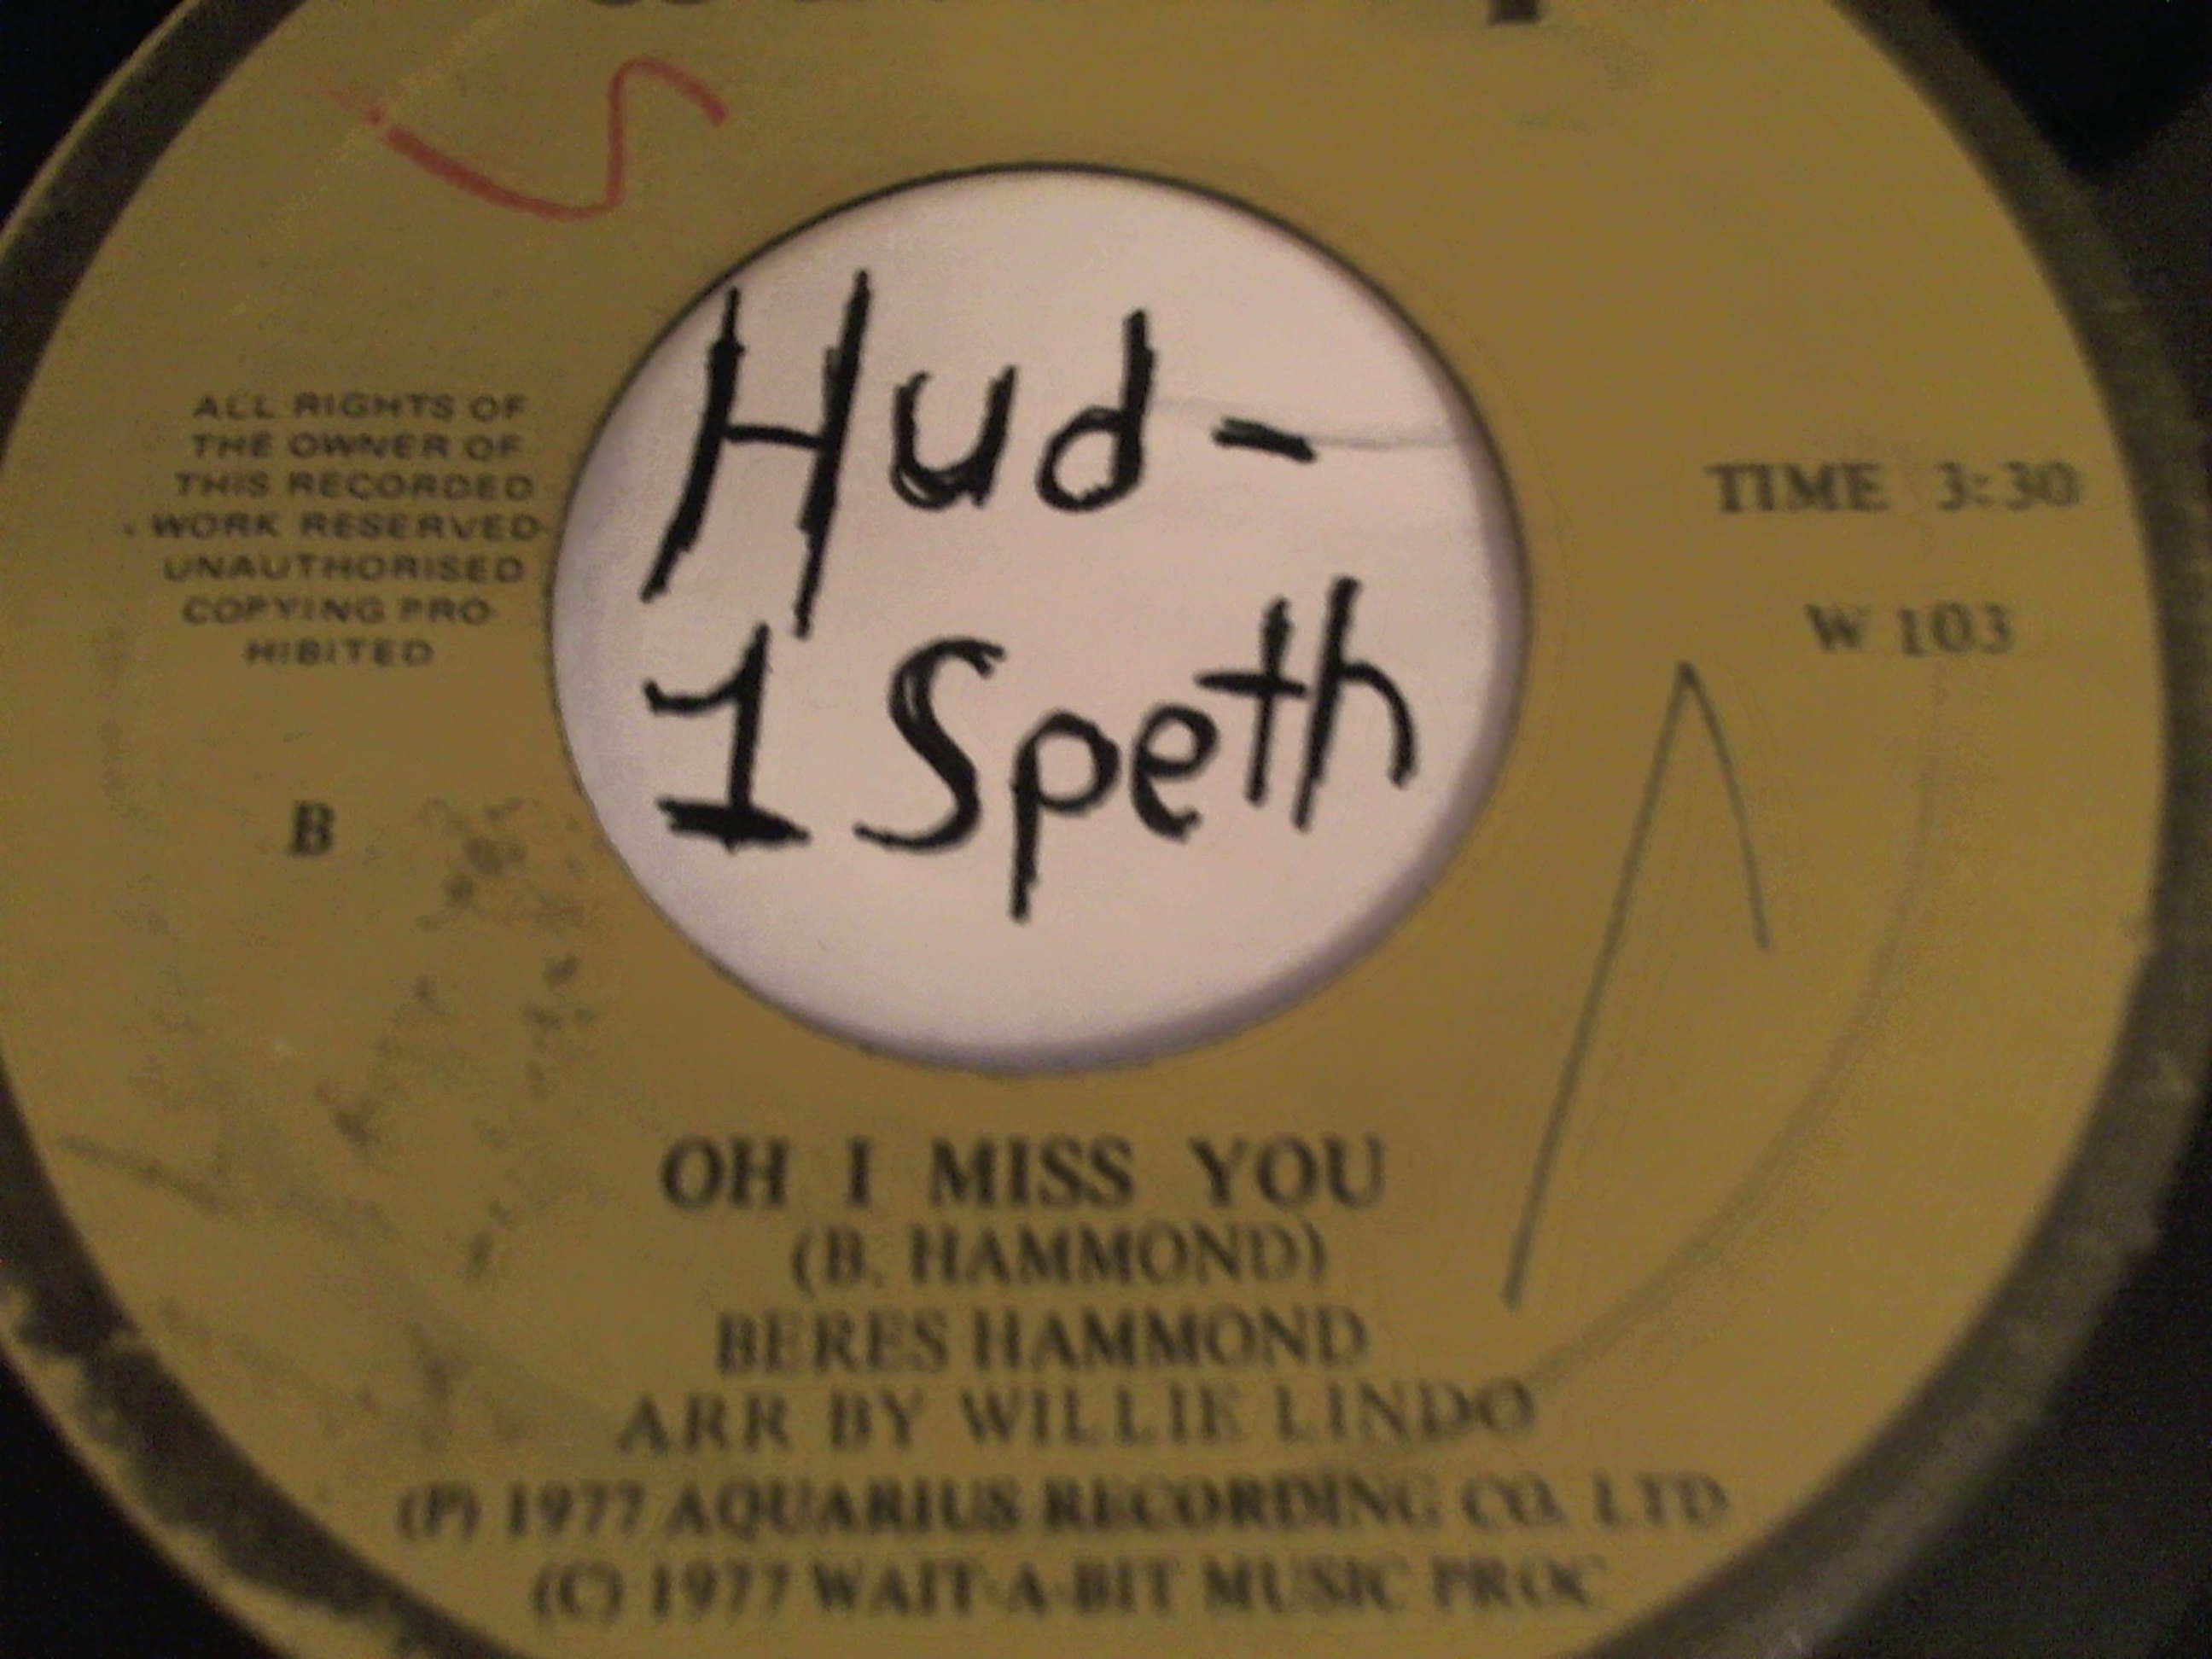 ALL RIGHTS OF
THE OWNER OF
THIS RECORDED
WORK RESERVED
UNAUTHORISED
COPYING PRO-
HIBITED
B
Hud-
1 Speth
TIME 3:30
W 103
OH I MISS YOU
(B. HAMMOND)
BERES HAMMOND
ARR BY WILLIE LINDO
(P) 1977 AQUARIUS RECORDING CO. LTD
(C) 1977 WAIT-A-BIT MUSIC PROC